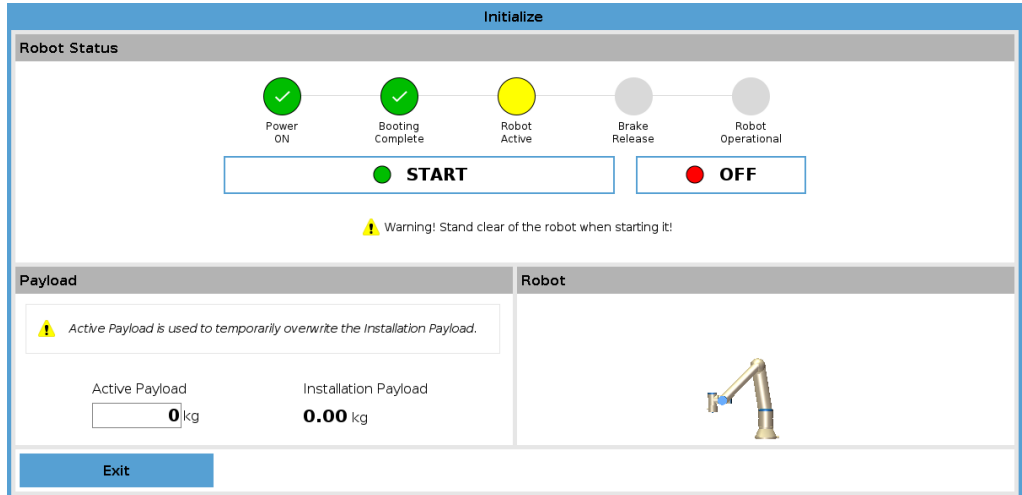 Initialize
Robot Status
Power
ON
Booting
Complete
Robot
Active
Brake
Release
Robot
Operational
START
OFF
Warning! Stand clear of the robot when starting it!
Payload
Active Payload is used to temporarily overwrite the Installation Payload.
Active Payload
0 kg
Installation Payload
0.00 kg
Robot
Exit